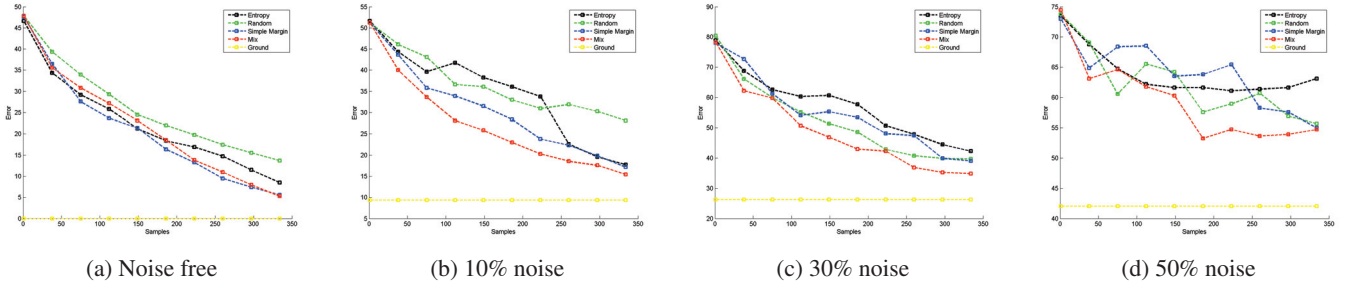 50
45
40
35
30
25
20
15
10
5
0
Error
0 50 100 150 200 250 300 350
Samples
Entropy
Random
Simple Margin
Mix
Ground
(a) Noise free
55
50
45
40
35
30
25
20
15
10
5
Error
0 50 100 150 200 250 300 350
Samples
Entropy
Random
Simple Margin
Mix
Ground
(b) 10% noise
90
80
70
60
50
40
30
20
Error
0 50 100 150 200 250 300 350
Samples
Entropy
Random
Simple Margin
Mix
Ground
(c) 30% noise
75
70
65
60
55
50
45
40
Error
0 50 100 150 200 250 300 350
Samples
Entropy
Random
Simple Margin
Mix
Ground
(d) 50% noise